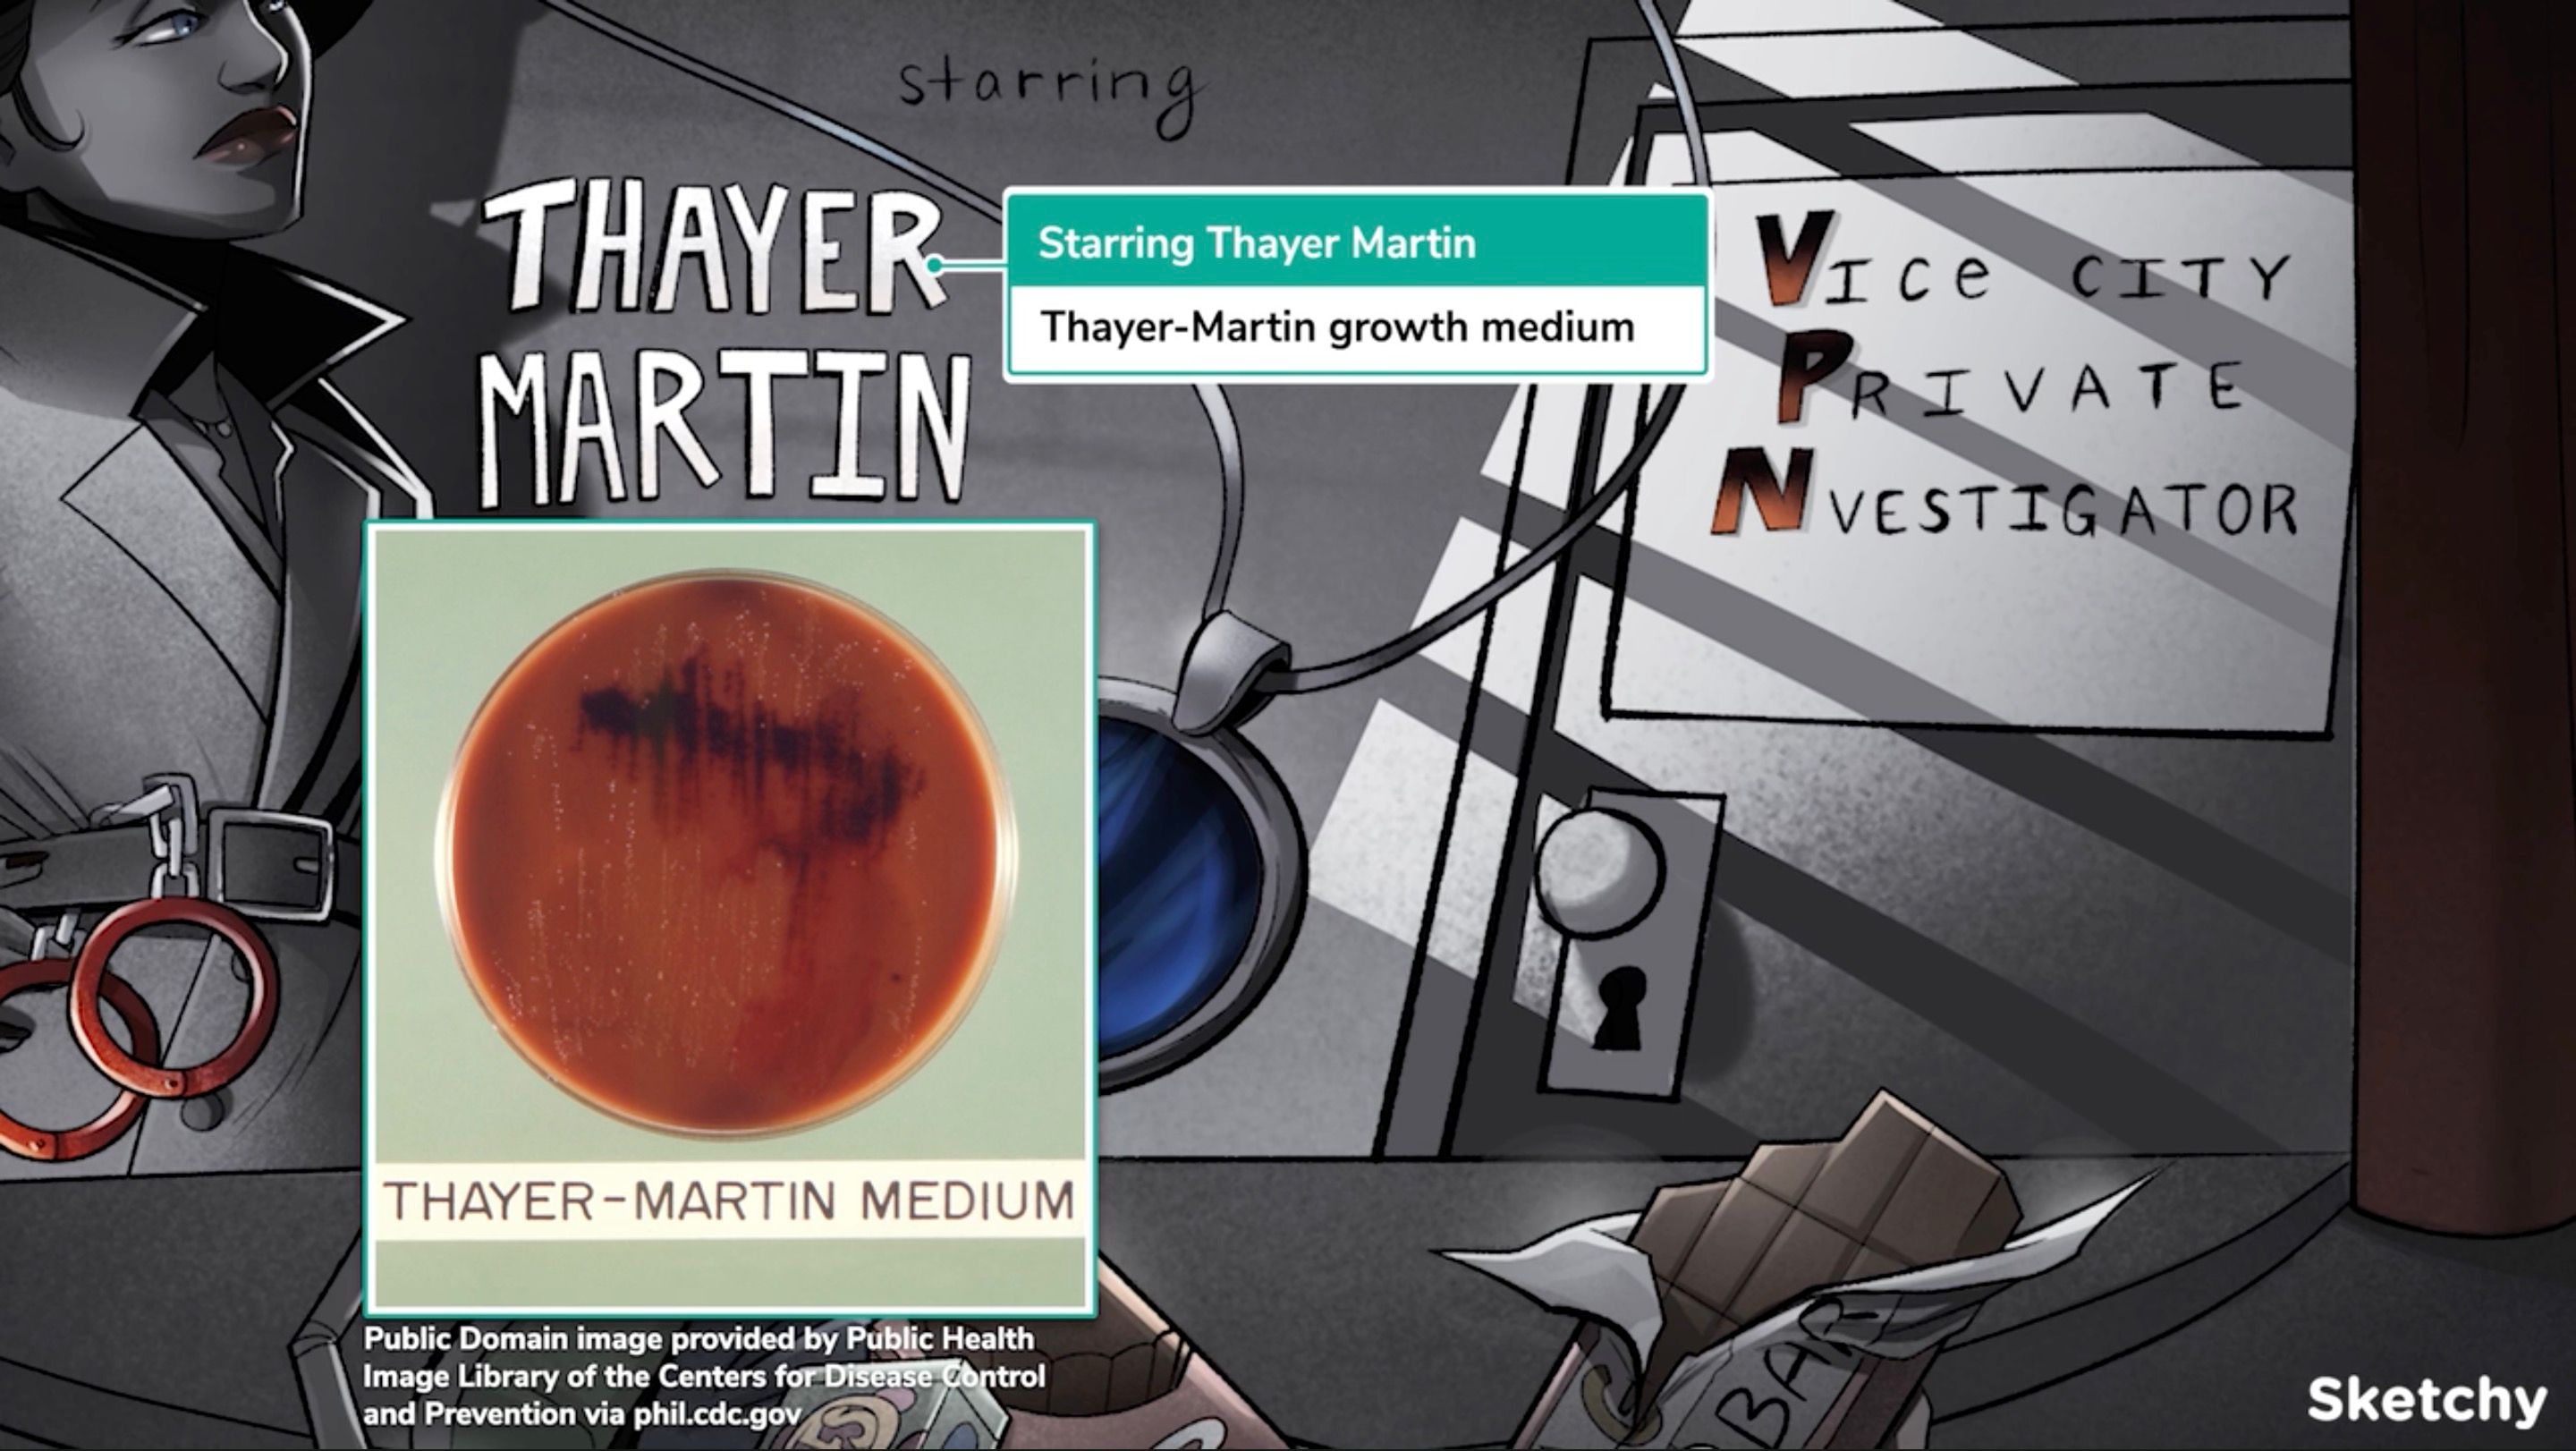 starring
THAYER
MARTIN
Starring Thayer Martin
Thayer-Martin growth medium
VICe CITY
PRIVATE
NVESTIGATOR
THAYER-MARTIN MEDIUM
Public Domain image provided by Public Health
Image Library of the Centers for Disease Control
and Prevention via phil.cdc.gov
BAR
Sketchy